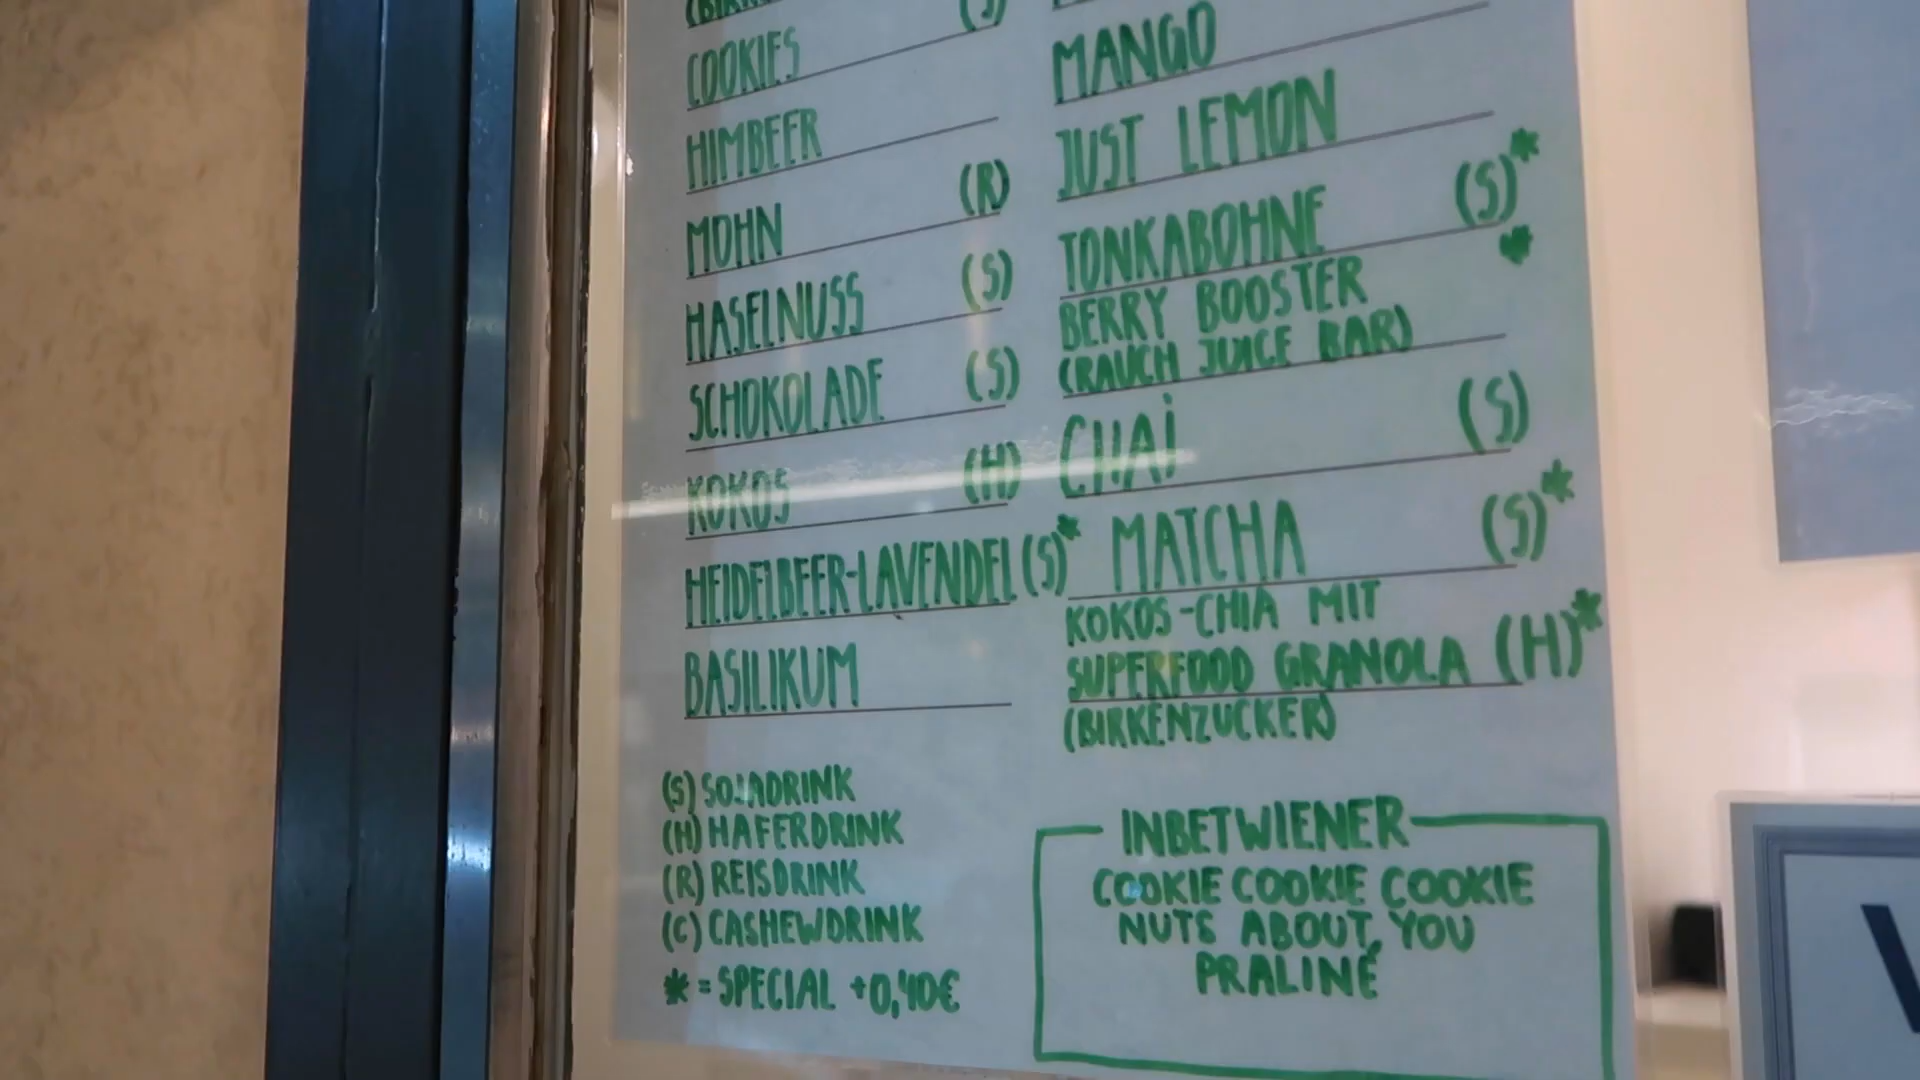 COOKIES
HIMBEER
MOHN (R)
HASELNUSS (S)
SCHOKOLADE (S)
KOKOS (H)
HEIDELBEER-LAVENDEL (S)*
BASILIKUM
(S) SOJADRINK
(H) HAFERDRINK
(R) REISDRINK
(C) CASHEWDRINK
* = SPECIAL +0,40€
MANGO
JUST LEMON
TONKABOHNE (S)*
BERRY BOOSTER *
(RAUCH JUICE BAR)
CHAi (S)
MATCHA (S)*
KOKOS-CHIA MIT
SUPERFOOD GRANOLA (H)*
(BIRKENZUCKER)
INBETWIENER
COOKIE COOKIE COOKIE
NUTS ABOUT YOU
PRALINÉ